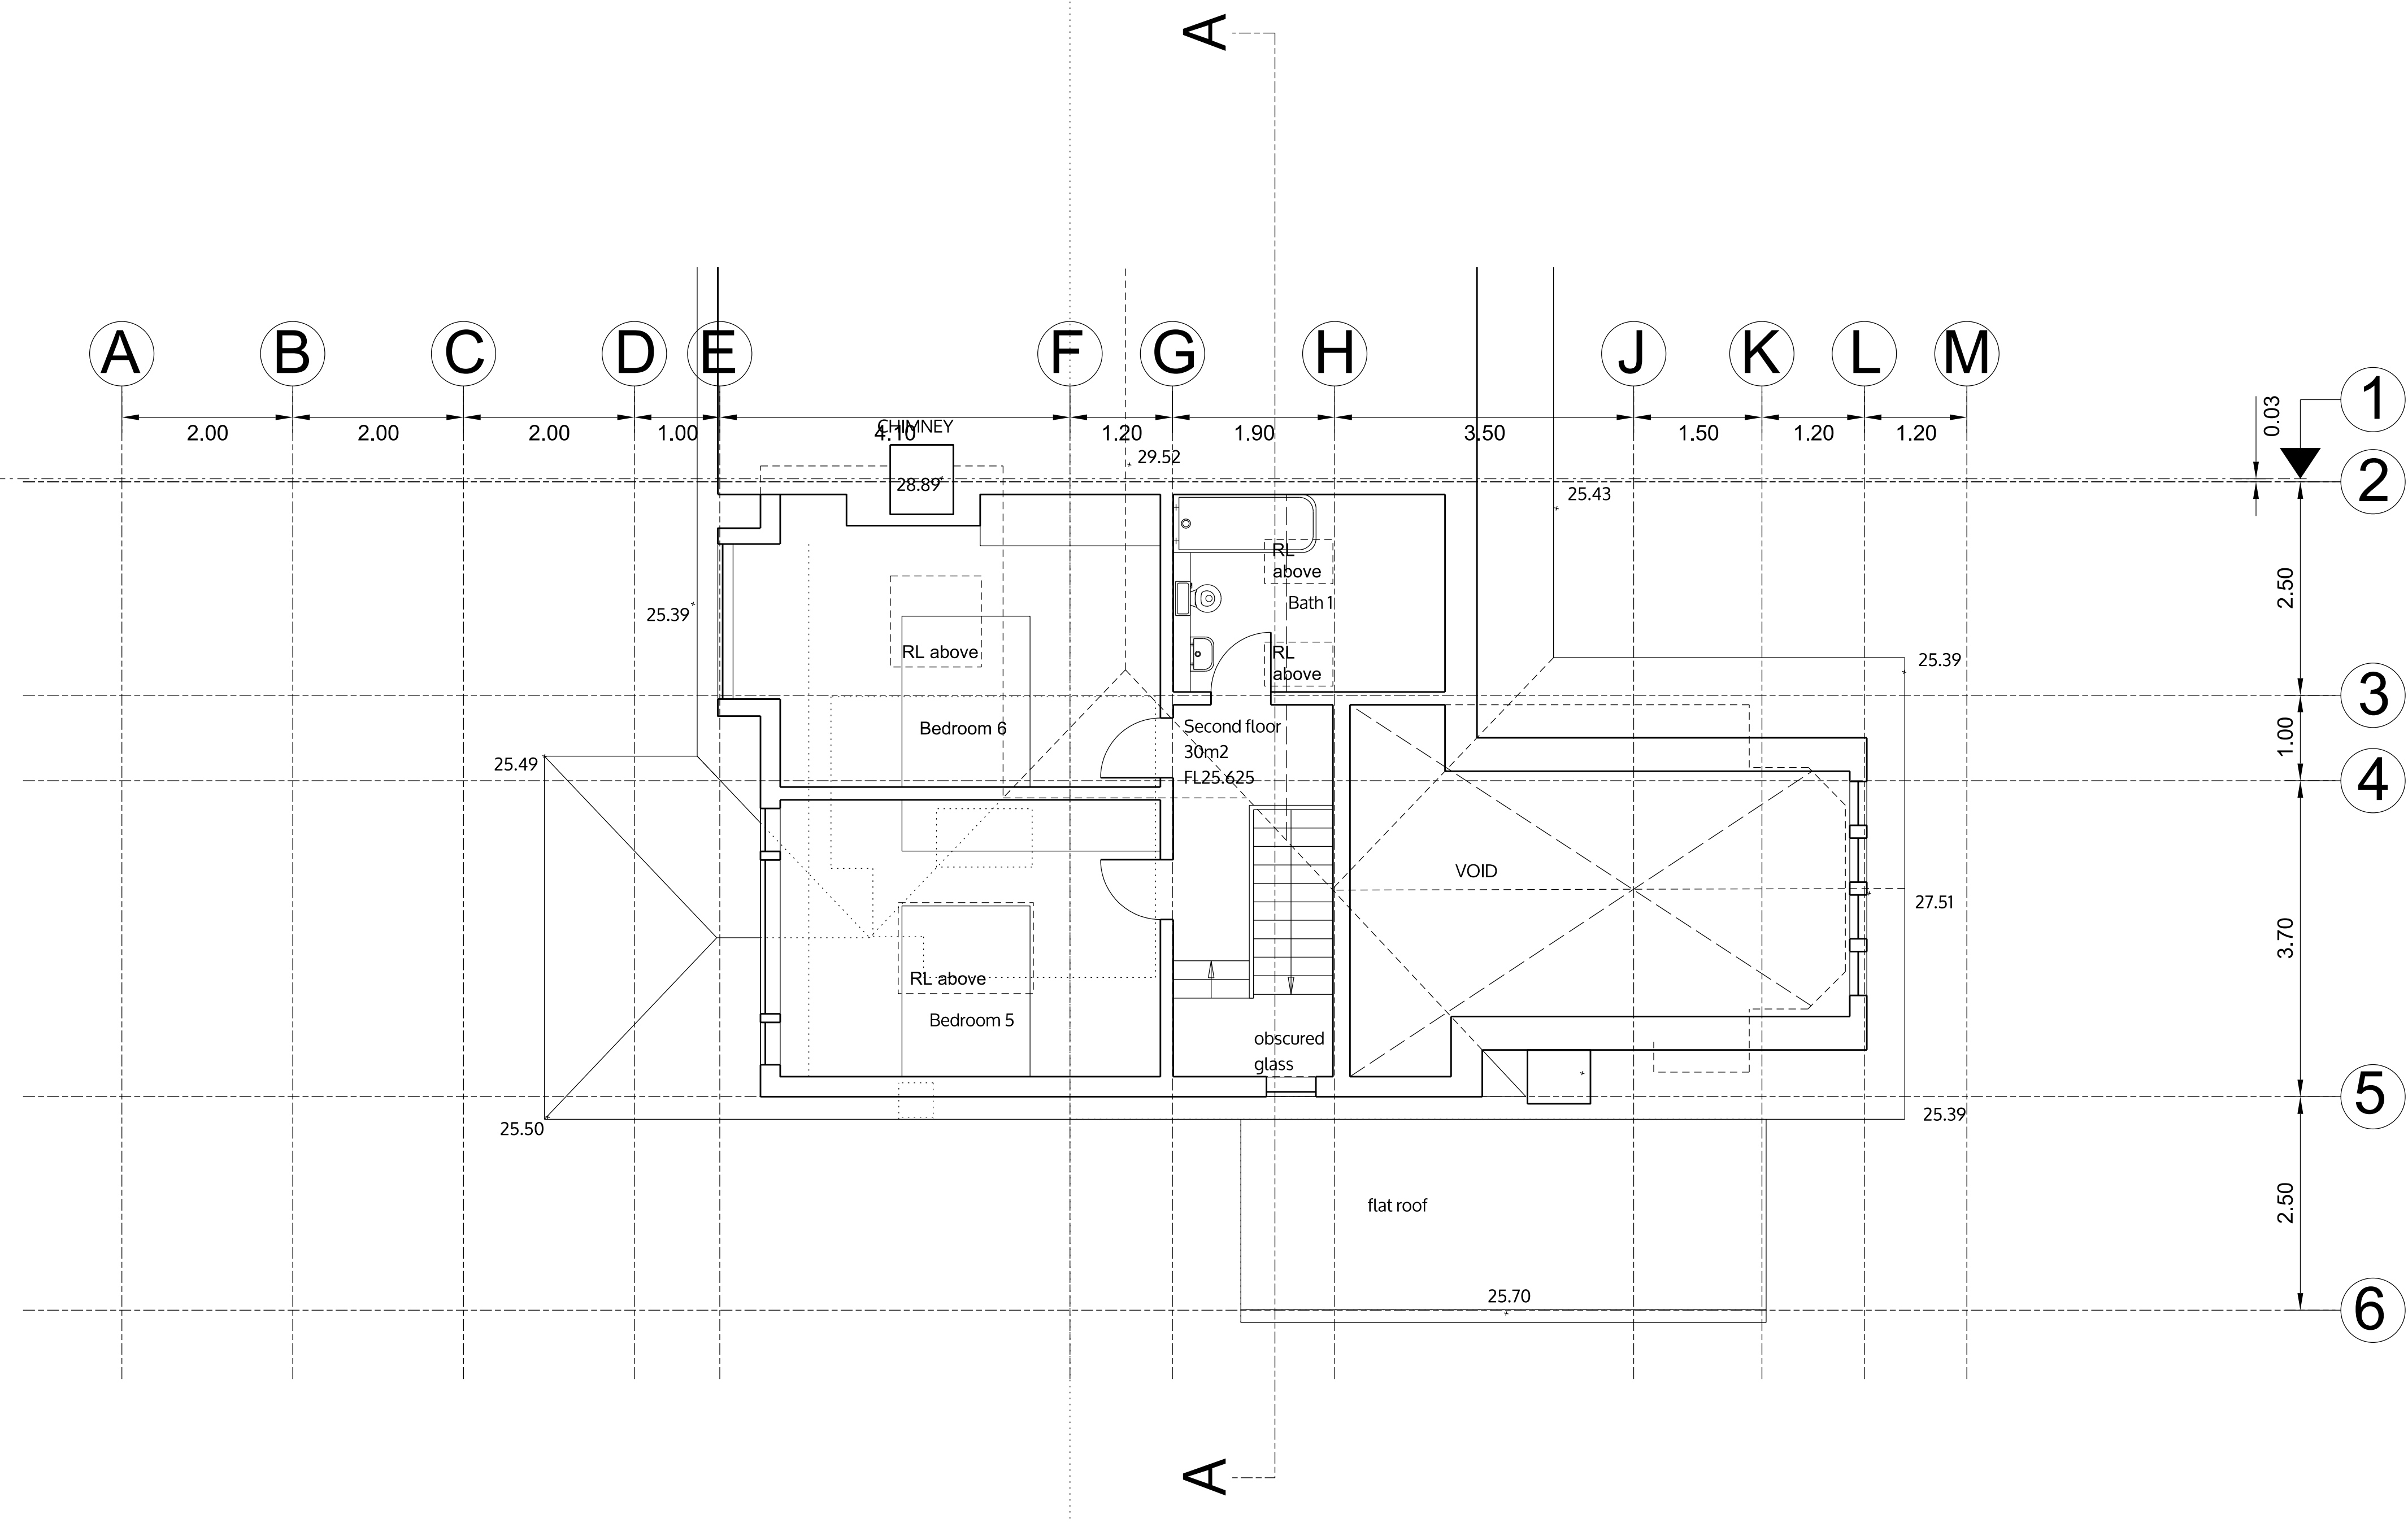 A
A
B
C
D
E
F
G
H
J
K
L
M
1
2.00
2.00
2.00
1.00
4.10
1.20
1.90
3.50
1.50
1.20
1.20
0.03
CHIMNEY
29.52
28.89
2
25.43
RL
above
2.50
Bath 1
25.39
RL above
RL
above
25.39
3
Bedroom 6
Second floor
30m2
FL25.625
1.00
25.49
4
VOID
27.51
3.70
RL above
Bedroom 5
obscured
glass
25.50
25.39
5
flat roof
2.50
25.70
6
A